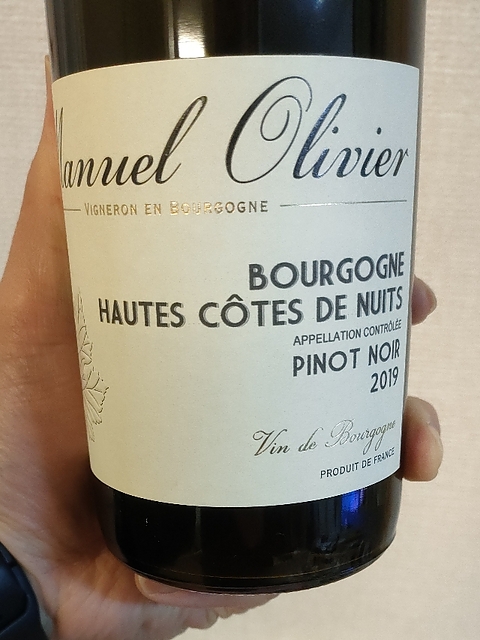 Manuel Olivier
VIGNERON EN BOURGOGNE
BOURGOGNE
HAUTES CÔTES DE NUITS
APPELLATION CONTRÔLÉE
PINOT NOIR
2019
Vin de Bourgogne
PRODUIT DE FRANCE